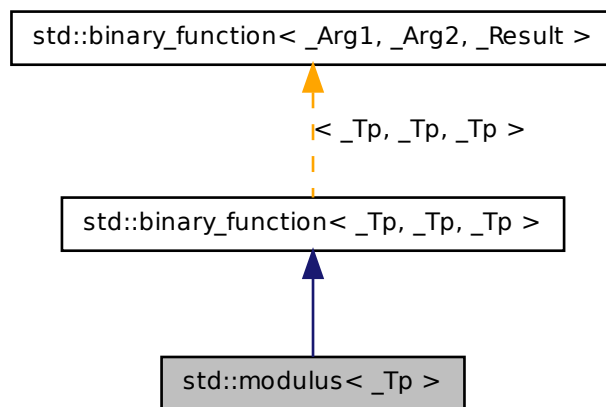 std::binary_function< _Arg1, _Arg2, _Result >
< _Tp, _Tp, _Tp >
std::binary_function< _Tp, _Tp, _Tp >
std::modulus< _Tp >